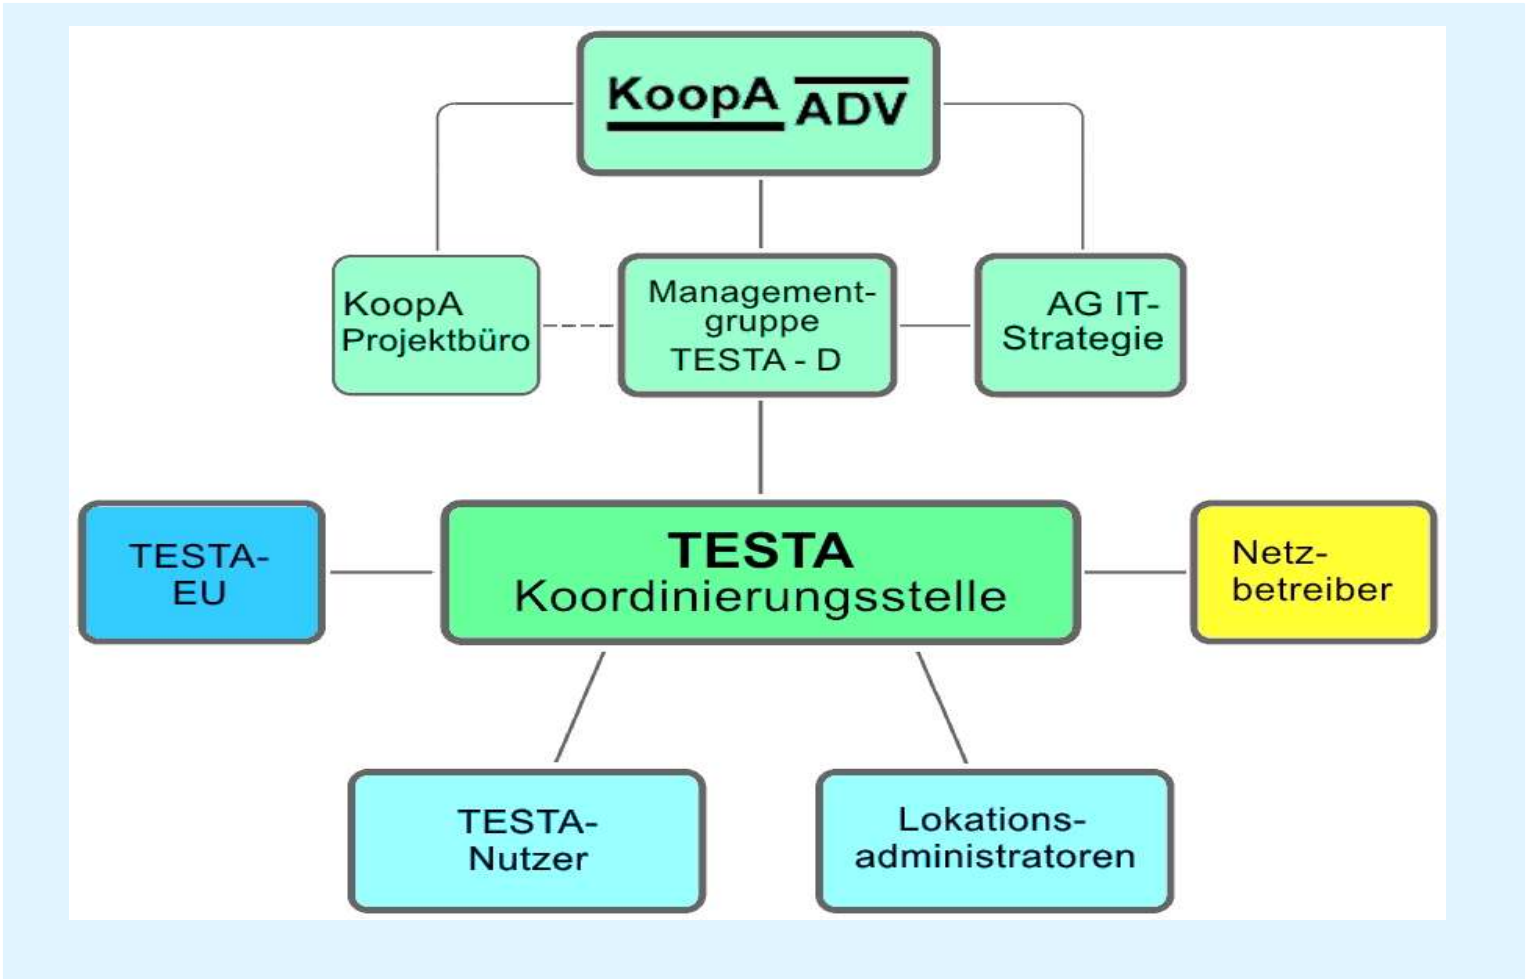 KoopA ADV
KoopA
Projektbüro
Management-
gruppe
TESTA - D
AG IT-
Strategie
TESTA-
EU
TESTA
Koordinierungsstelle
Netz-
betreiber
TESTA-
Nutzer
Lokations-
administratoren